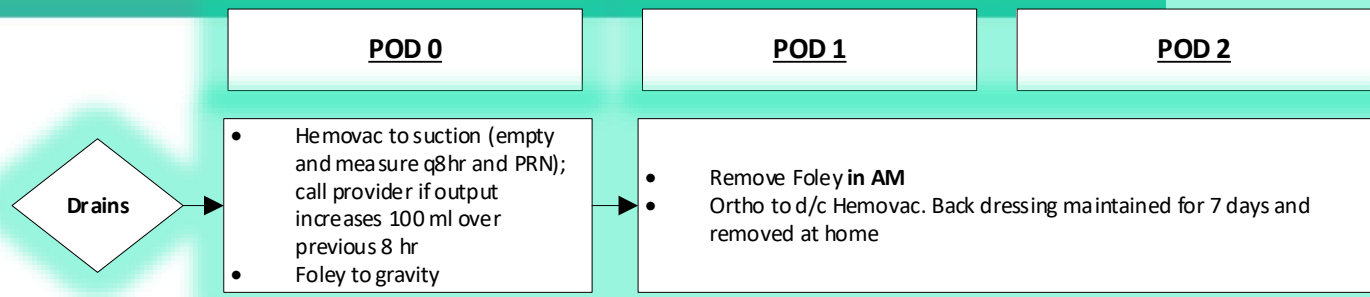 POD 0
POD 1
POD 2
Drains
• Hemovac to suction (empty
and measure q8hr and PRN);
call provider if output
increases 100 ml over
previous 8 hr
• Foley to gravity
• Remove Foley in AM
• Ortho to d/c Hemovac. Back dressing maintained for 7 days and
removed at home